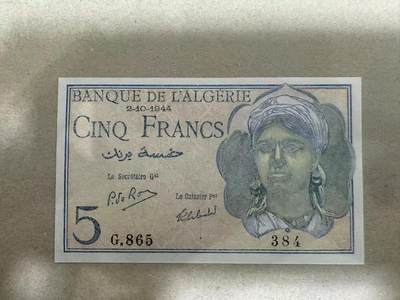 BANQUE DE L'ALGÉRIE
2-10-1944
CINQ FRANCS
خمسة فرنك
Le Secrétaire Gal
Le Caissier Pal
5
G.865
384